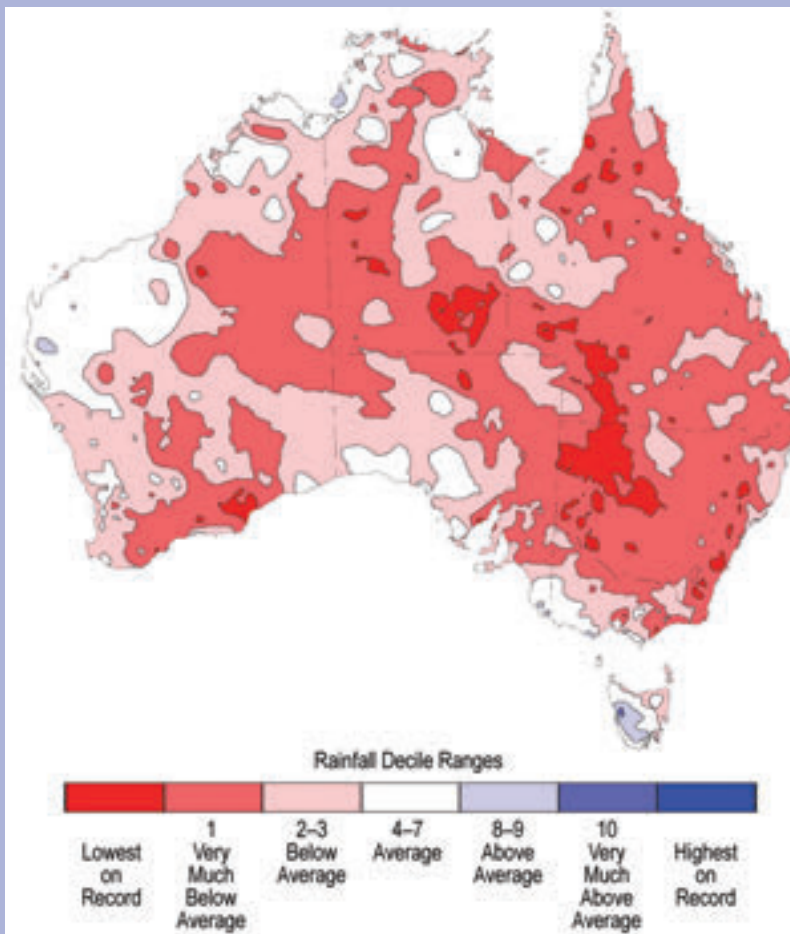 Rainfall Decile Ranges
Lowest
on
Record
1
Very
Much
Below
Average
2–3
Below
Average
4–7
Average
8–9
Above
Average
10
Very
Much
Above
Average
Highest
on
Record